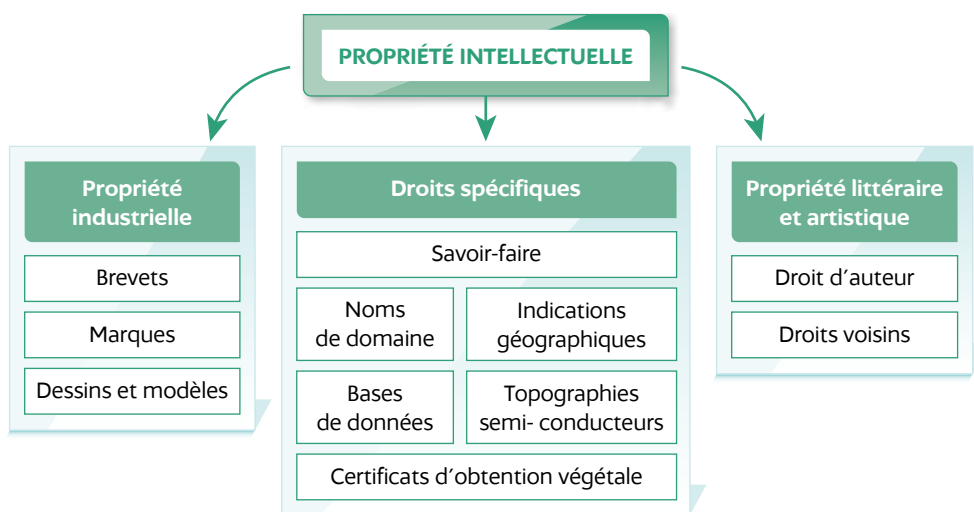 PROPRIÉTÉ INTELLECTUELLE
Propriété
industrielle
Brevets
Marques
Dessins et modèles
Droits spécifiques
Savoir-faire
Noms
de domaine
Indications
géographiques
Bases
de données
Topographies
semi- conducteurs
Certificats d'obtention végétale
Propriété littéraire
et artistique
Droit d'auteur
Droits voisins